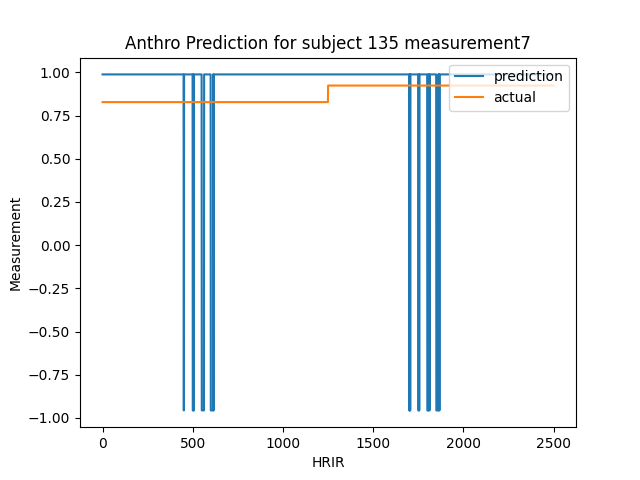 Anthro Prediction for subject 135 measurement7
prediction
actual
1.00
0.75
0.50
0.25
0.00
−0.25
−0.50
−0.75
−1.00
Measurement
0 500 1000 1500 2000 2500
HRIR